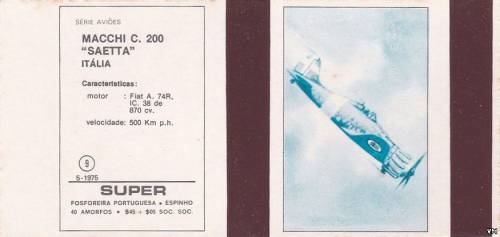 SÉRIE AVIÕES
MACCHI C. 200
"SAETTA"
ITÁLIA
Características:
motor : Fiat A. 74R,
IC. 38 de
870 cv.
velocidade: 500 Km p.h.
9
S-1975
SUPER
FOSFOREIRA PORTUGUESA • ESPINHO
40 AMORFOS • $45 + $05 SOC. SOC.